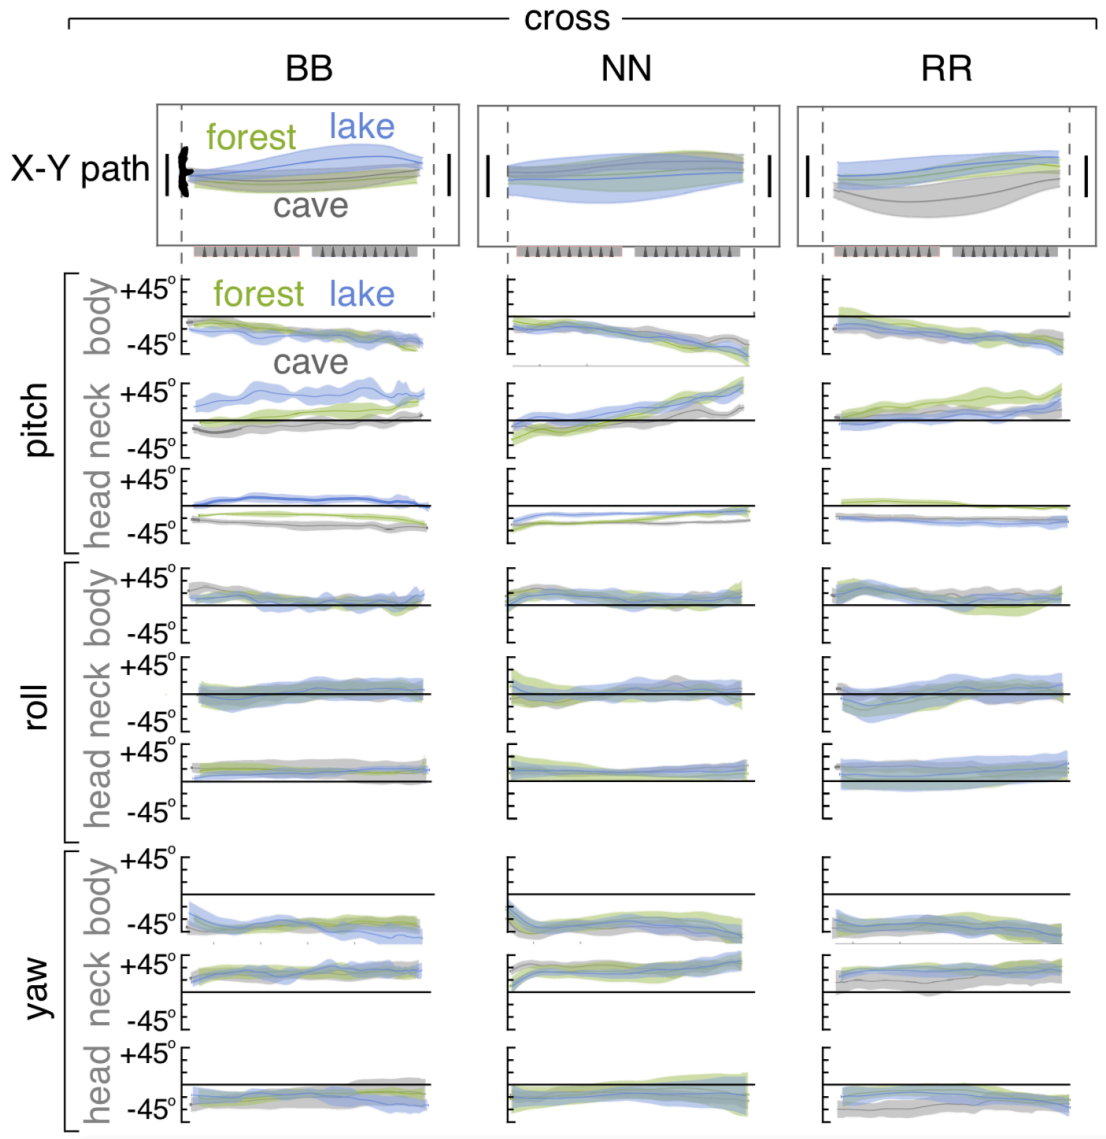 cross
BB NN RR
X-Y path
forest lake
cave
pitch
body
+45°
-45°
forest lake
cave
neck
+45°
-45°
head
+45°
-45°
roll
body
+45°
-45°
neck
+45°
-45°
head
+45°
-45°
yaw
body
+45°
-45°
neck
+45°
-45°
head
+45°
-45°